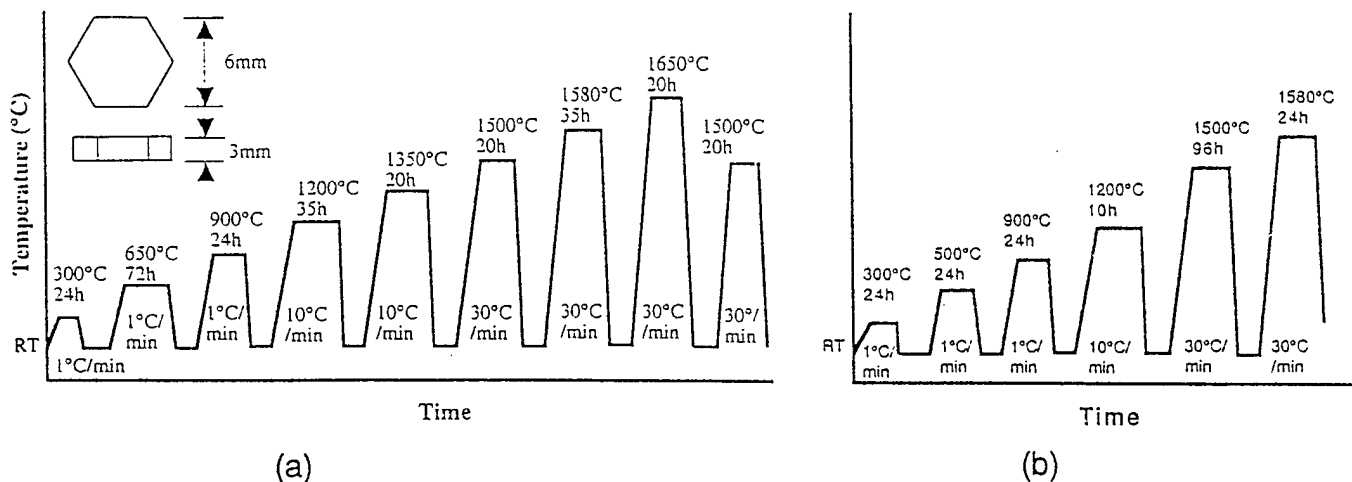 6mm
3mm
Temperature (°C)
300°C
24h
650°C
72h
900°C
24h
1200°C
35h
1350°C
20h
1500°C
20h
1580°C
35h
1650°C
20h
1500°C
20h
RT
1°C/min
1°C/
min
1°C/
min
10°C
/min
10°C
/min
30°C
/min
30°C
/min
30°C
/min
30°/
min
Time
(a)
300°C
24h
500°C
24h
900°C
24h
1200°C
10h
1500°C
96h
1580°C
24h
RT
1°C/
min
1°C/
min
1°C/
min
10°C/
min
30°C/
min
30°C
/min
Time
(b)